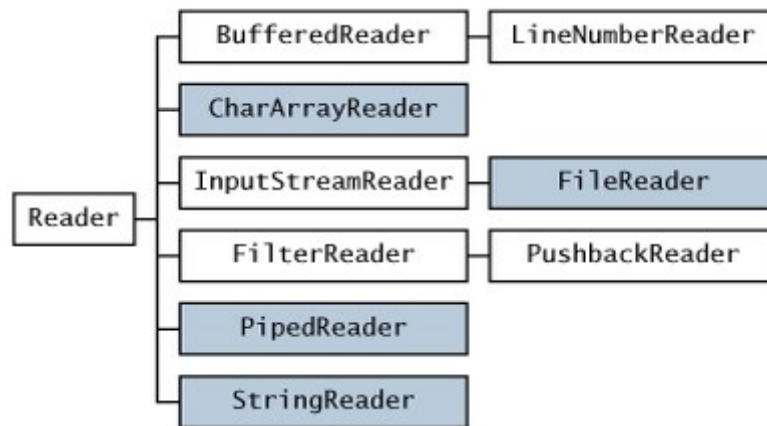 BufferedReader LineNumberReader
CharArrayReader
InputStreamReader FileReader
Reader
FilterReader PushbackReader
PipedReader
StringReader